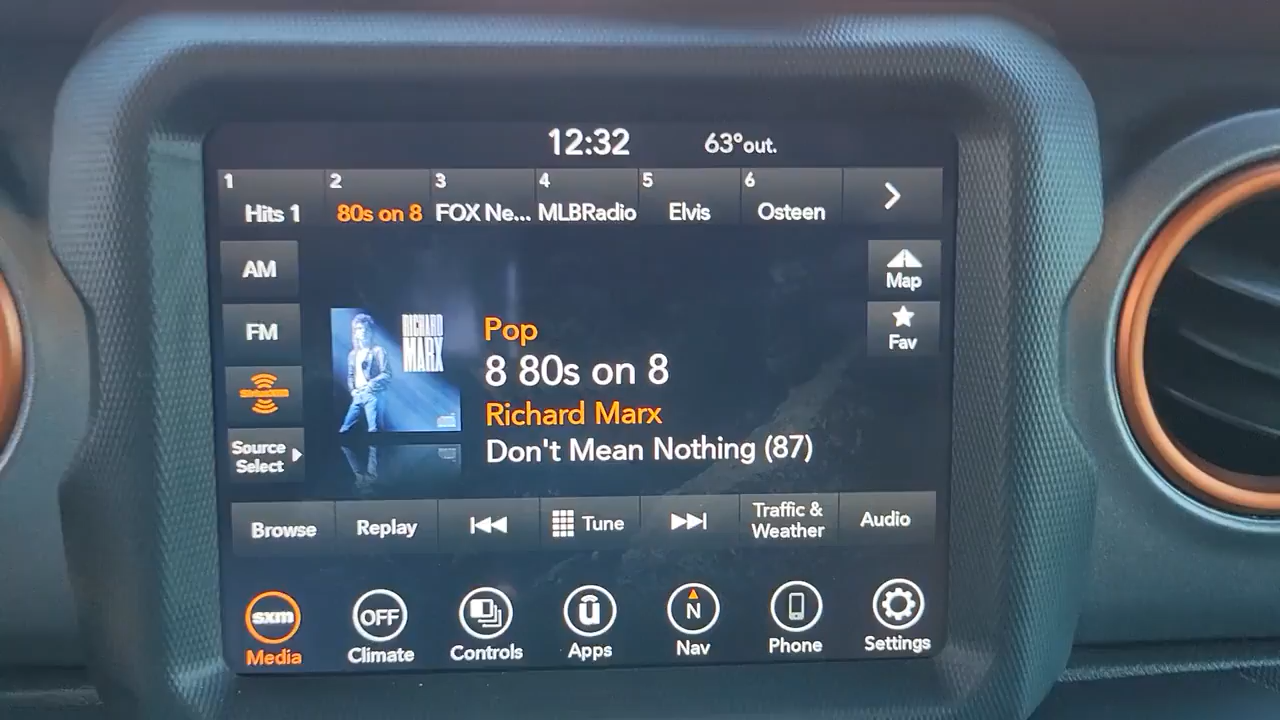 12:32 63°out.
1 2 3 4 5 6
Hits 1 80s on 8 FOX Ne... MLBRadio Elvis Osteen
AM
Map
FM
Fav
RICHARD
MARX
Pop
8 80s on 8
Richard Marx
Don't Mean Nothing (87)
Source
Select
Browse Replay Tune Traffic & Audio
Weather
sxm OFF ū N
Media Climate Controls Apps Nav Phone Settings